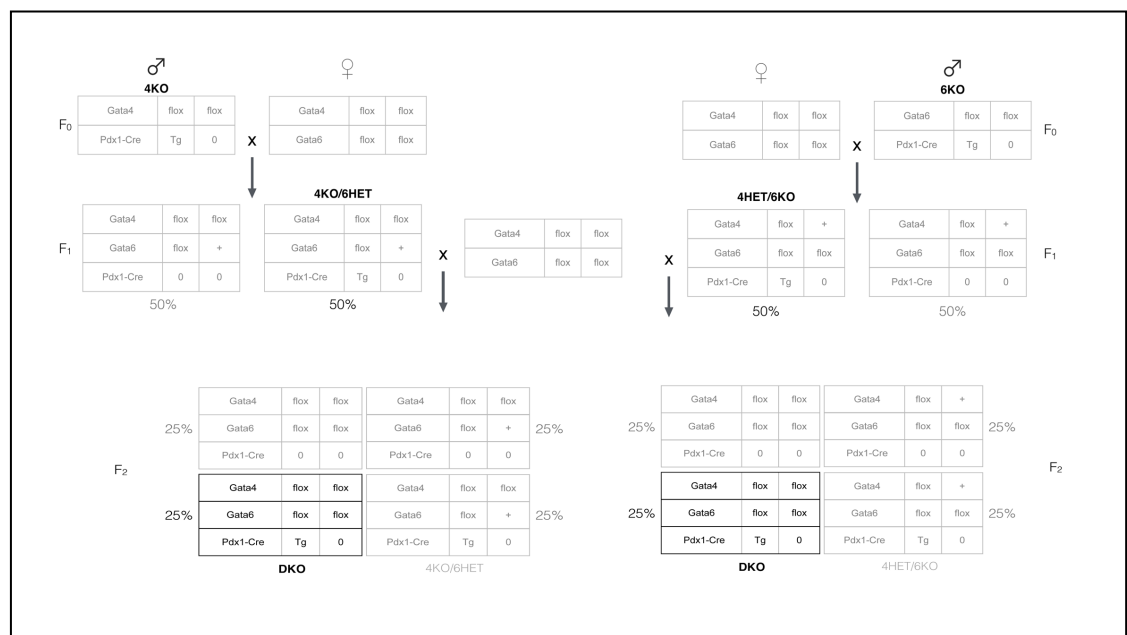 ♂ ♀ ♀ ♂
4KO 6KO
Gata4 flox flox Gata4 flox flox Gata4 flox flox Gata6 flox flox
F0 F0
Pdx1-Cre Tg 0 x Gata6 flox flox Gata6 flox flox x Pdx1-Cre Tg 0
4KO/6HET 4HET/6KO
Gata4 flox flox Gata4 flox flox Gata4 flox + Gata4 flox +
Gata4 flox flox
F1 Gata6 flox + Gata6 flox + x Gata6 flox flox x Gata6 flox flox Gata6 flox flox F1
Pdx1-Cre 0 0 Pdx1-Cre Tg 0 Pdx1-Cre Tg 0 Pdx1-Cre 0 0
50% 50% 50% 50%
Gata4 flox flox Gata4 flox flox Gata4 flox flox Gata4 flox +
25% Gata6 flox flox Gata6 flox + 25% 25% Gata6 flox flox Gata6 flox flox 25%
Pdx1-Cre 0 0 Pdx1-Cre 0 0 Pdx1-Cre 0 0 Pdx1-Cre 0 0
F2 F2
Gata4 flox flox Gata4 flox flox Gata4 flox flox Gata4 flox +
25% Gata6 flox flox Gata6 flox + 25% 25% Gata6 flox flox Gata6 flox flox 25%
Pdx1-Cre Tg 0 Pdx1-Cre Tg 0 Pdx1-Cre Tg 0 Pdx1-Cre Tg 0
DKO 4KO/6HET DKO 4HET/6KO